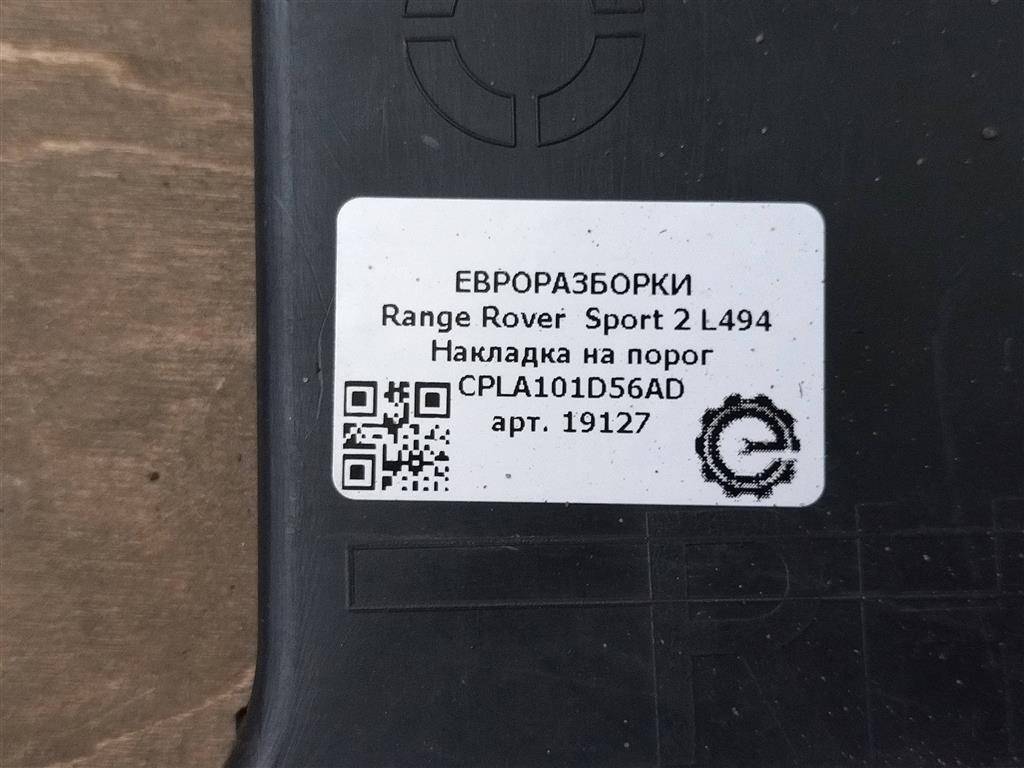 ЕВРОРАЗБОРКИ
Range Rover Sport 2 L494
Накладка на порог
CPLA101D56AD
арт. 19127